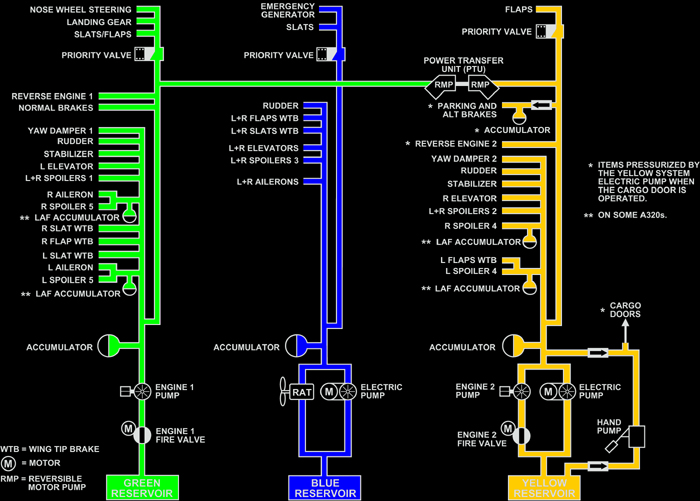 NOSE WHEEL STEERING
LANDING GEAR
SLATS/FLAPS
PRIORITY VALVE
REVERSE ENGINE 1
NORMAL BRAKES
YAW DAMPER 1
RUDDER
STABILIZER
L ELEVATOR
L+R SPOILERS 1
R AILERON
R SPOILER 5
** LAF ACCUMULATOR
R SLAT WTB
R FLAP WTB
L SLAT WTB
L AILERON
L SPOILER 5
** LAF ACCUMULATOR
ACCUMULATOR
ENGINE 1
PUMP
M
ENGINE 1
FIRE VALVE
WTB = WING TIP BRAKE
M = MOTOR
RMP = REVERSIBLE
MOTOR PUMP
GREEN
RESERVOIR
EMERGENCY
GENERATOR
SLATS
PRIORITY VALVE
RUDDER
L+R FLAPS WTB
L+R SLATS WTB
L+R ELEVATORS
L+R SPOILERS 3
L+R AILERONS
ACCUMULATOR
RAT
M
ELECTRIC
PUMP
BLUE
RESERVOIR
FLAPS
PRIORITY VALVE
POWER TRANSFER
UNIT (PTU)
RMP
RMP
* PARKING AND
ALT BRAKES
* ACCUMULATOR
* REVERSE ENGINE 2
YAW DAMPER 2
RUDDER
STABILIZER
R ELEVATOR
L+R SPOILERS 2
R SPOILER 4
** LAF ACCUMULATOR
L FLAPS WTB
L SPOILER 4
** LAF ACCUMULATOR
ACCUMULATOR
ENGINE 2
PUMP
M
ELECTRIC
PUMP
M
ENGINE 2
FIRE VALVE
YELLOW
RESERVOIR
* CARGO
DOORS
HAND
PUMP
* ITEMS PRESSURIZED BY
THE YELLOW SYSTEM
ELECTRIC PUMP WHEN
THE CARGO DOOR IS
OPERATED.
** ON SOME A320s.